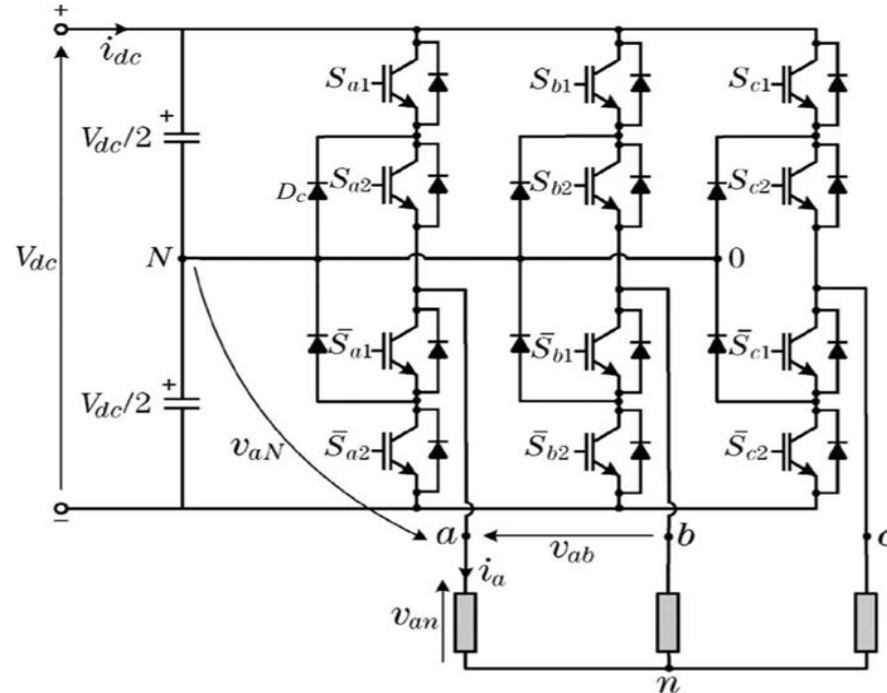 +
i_dc
S_a1 S_b1 S_c1
+
V_dc/2
D_c S_a2 S_b2 S_c2
V_dc N 0
S̄_a1 S̄_b1 S̄_c1
+
V_dc/2
v_aN
S̄_a2 S̄_b2 S̄_c2
−
a v_ab b c
i_a
v_an
n